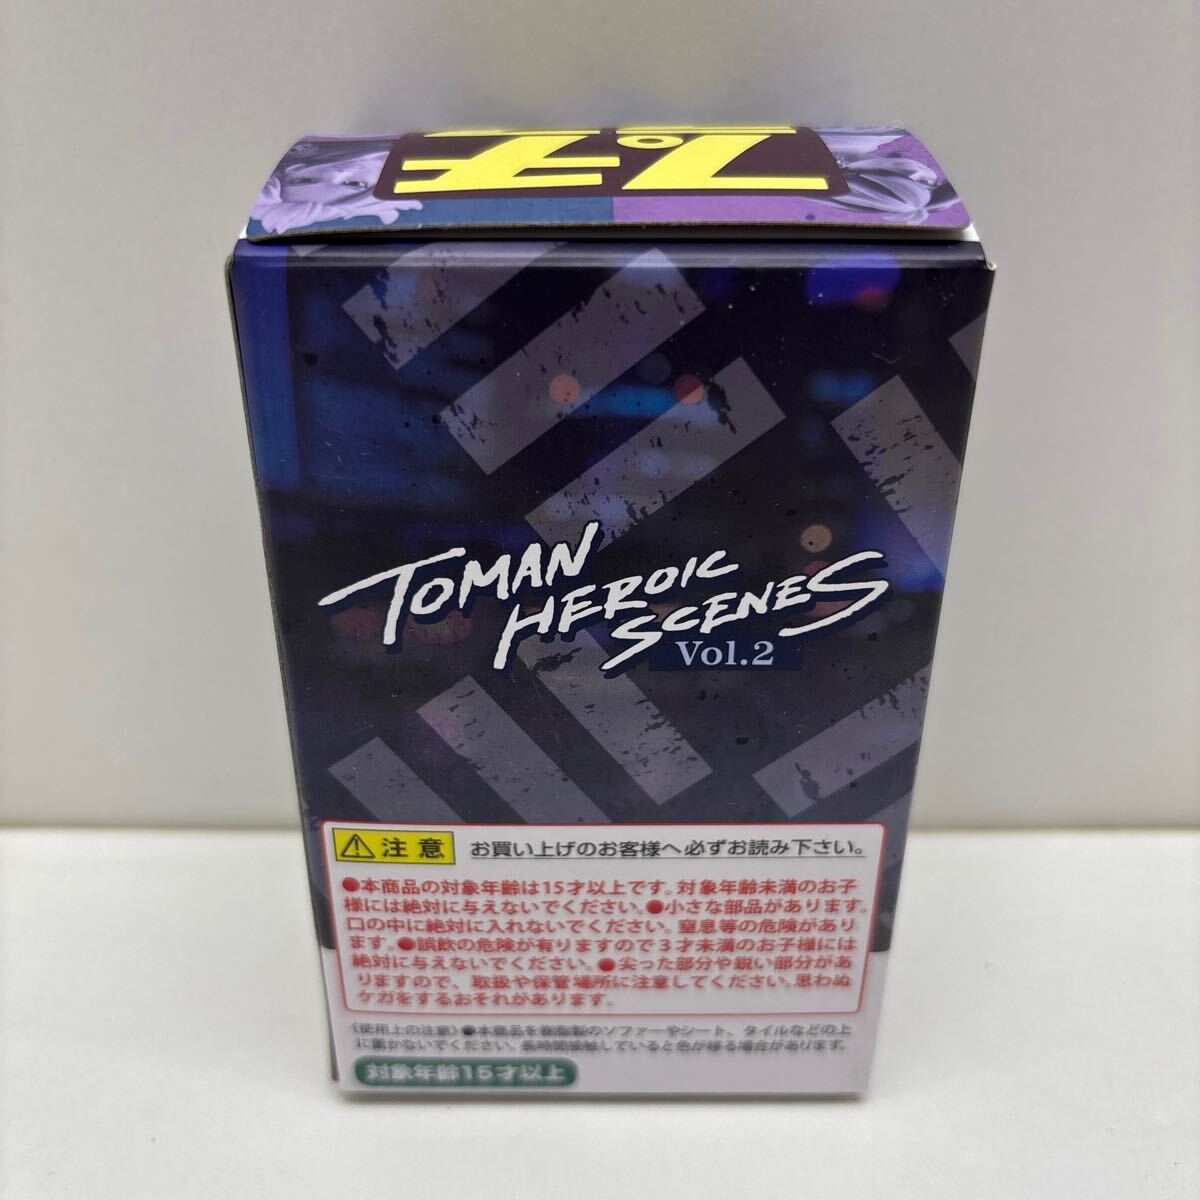 プチ
TOMAN
HEROIC
SCENES
Vol.2
注意 お買い上げのお客様へ必ずお読み下さい。
●本商品の対象年齢は15才以上です。対象年齢未満のお子
様には絶対に与えないでください。●小さな部品があります。
口の中に絶対に入れないでください。窒息等の危険があり
ます。●誤飲の危険が有りますので3才未満のお子様には
絶対に与えないでください。●尖った部分や鋭い部分があ
りますので、取扱や保管場所に注意してください。思わぬ
ケガをするおそれがあります。
《使用上の注意》●本商品を樹脂製のソファーやシート、タイルなどの上
に置かないでください。長時間接触していると色が移る場合があります。
対象年齢15才以上